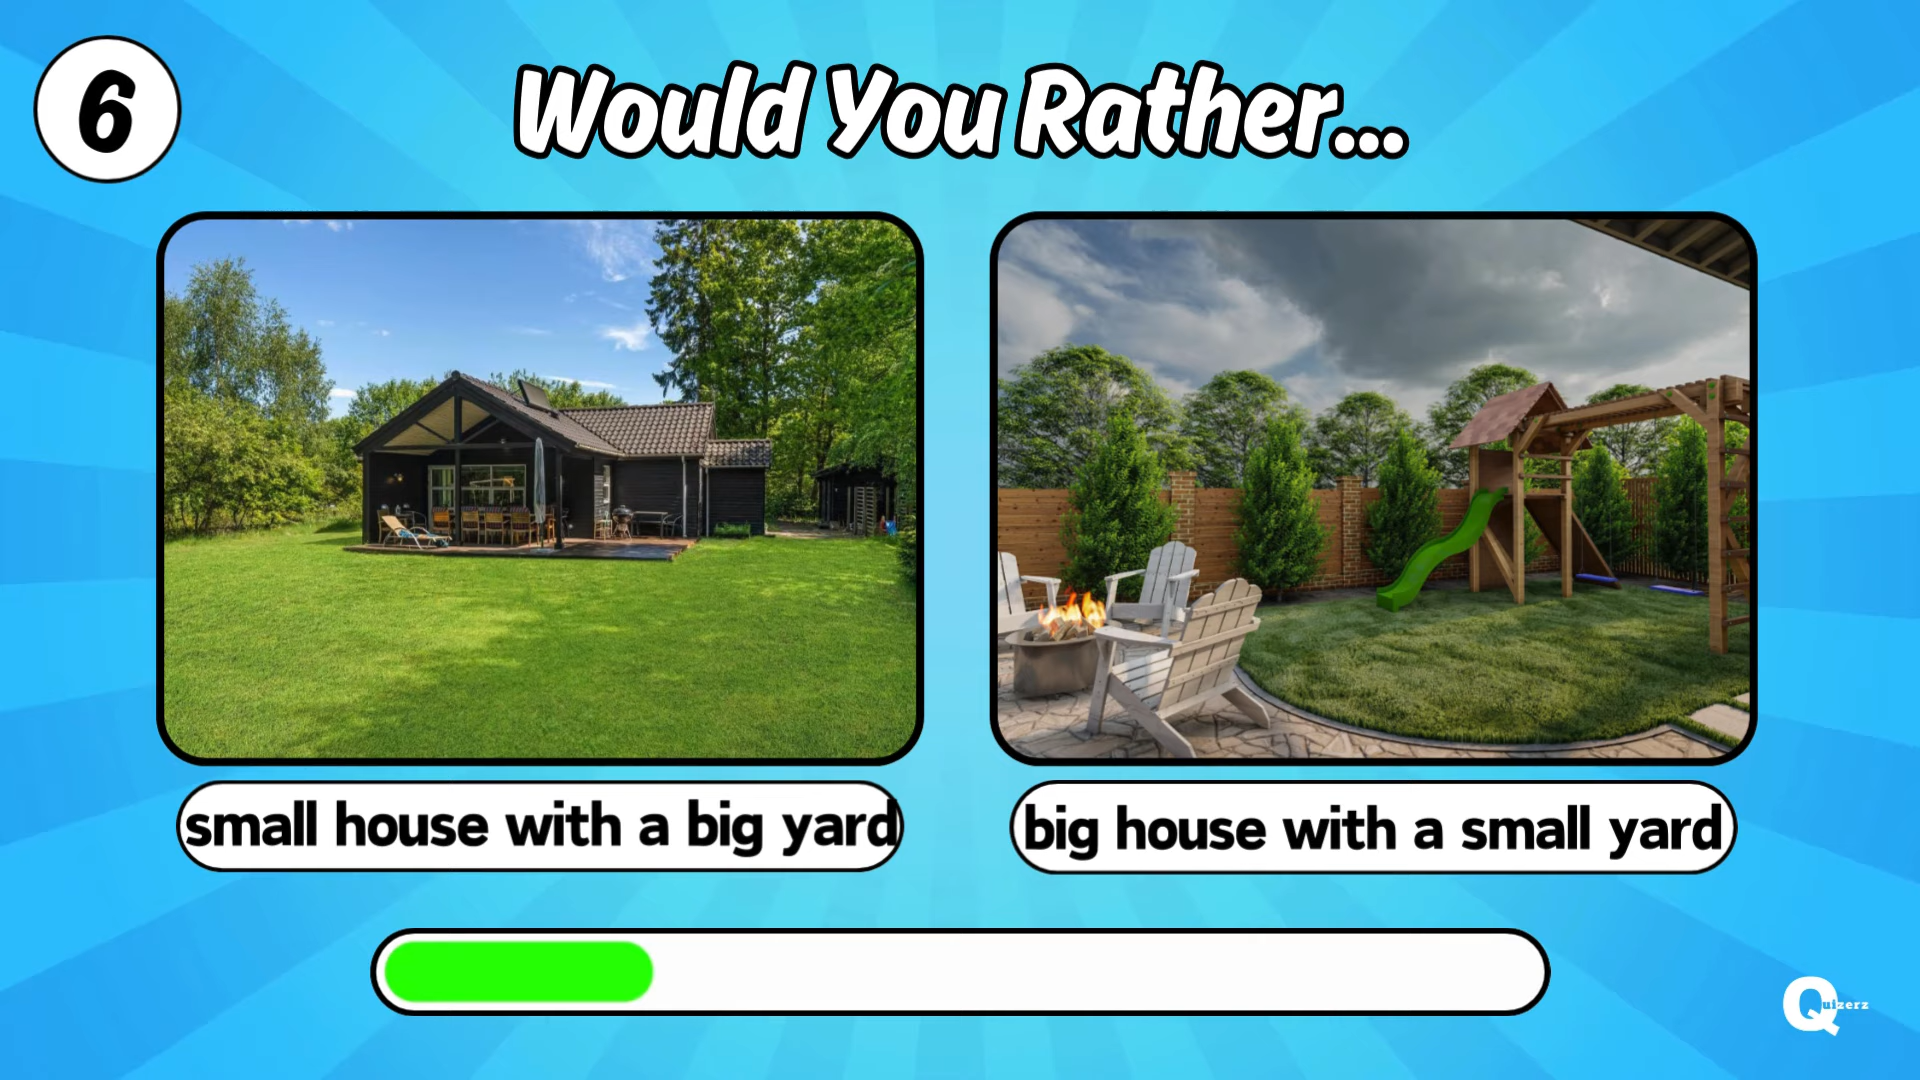 6
Would You Rather...
small house with a big yard
big house with a small yard
Quizerz